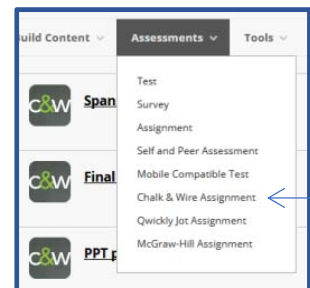 uild Content Assessments Tools
Test
c&w Span
Survey
Assignment
Self and Peer Assessment
Mobile Compatible Test
c&w Final
Chalk & Wire Assignment
Qwickly Jot Assignment
McGraw-Hill Assignment
c&w PPT p